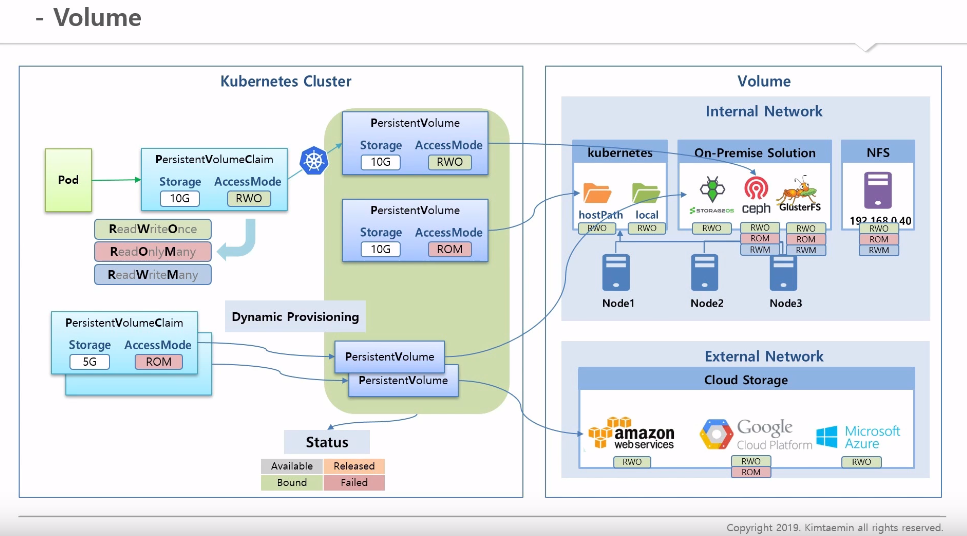 - Volume
Kubernetes Cluster
Pod
PersistentVolumeClaim
Storage AccessMode
10G RWO
ReadWriteOnce
ReadOnlyMany
ReadWriteMany
PersistentVolume
Storage AccessMode
10G RWO
PersistentVolume
Storage AccessMode
10G ROM
PersistentVolumeClaim
Storage AccessMode
5G ROM
Dynamic Provisioning
PersistentVolume
PersistentVolume
Status
Available Released
Bound Failed
Volume
Internal Network
kubernetes
hostPath local
RWO RWO
On-Premise Solution
STORAGEOS ceph GlusterFS
RWO RWO RWO
ROM ROM
RWM RWM
NFS
192.168.0.40
RWO
ROM
RWM
Node1 Node2 Node3
External Network
Cloud Storage
amazon
webservices
RWO
Google
Cloud Platform
RWO
ROM
Microsoft
Azure
RWO
Copyright 2019. Kimtaemin all rights reserved.